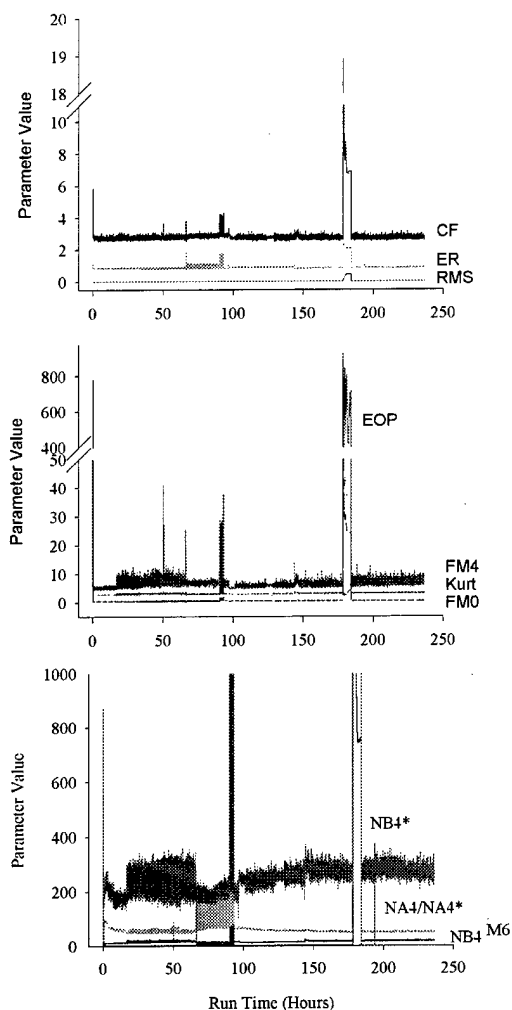 20
19
18
10
8
6
4
2
0
Parameter Value
CF
ER
RMS
0 50 100 150 200 250
800
600
400
50
40
30
20
10
0
Parameter Value
EOP
FM4
Kurt
FM0
0 50 100 150 200 250
1000
800
600
400
200
0
Parameter Value
NB4*
NA4/NA4*
M6
NB4
0 50 100 150 200 250
Run Time (Hours)